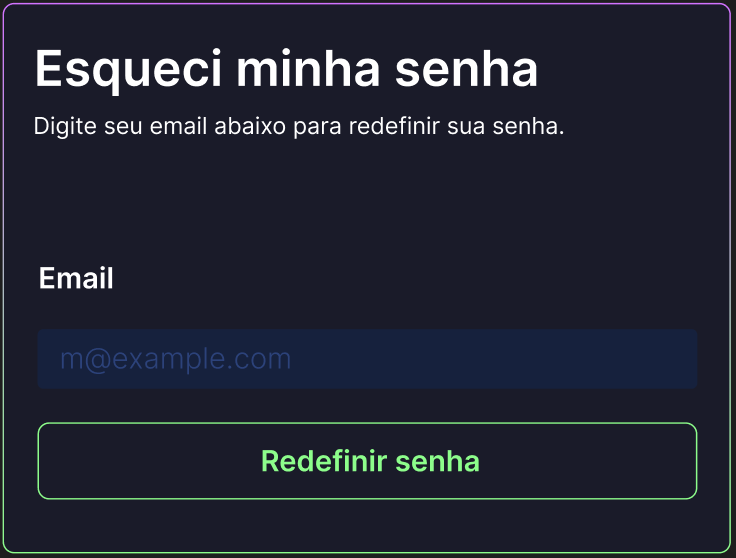 Esqueci minha senha
Digite seu email abaixo para redefinir sua senha.
Email
m@example.com
Redefinir senha